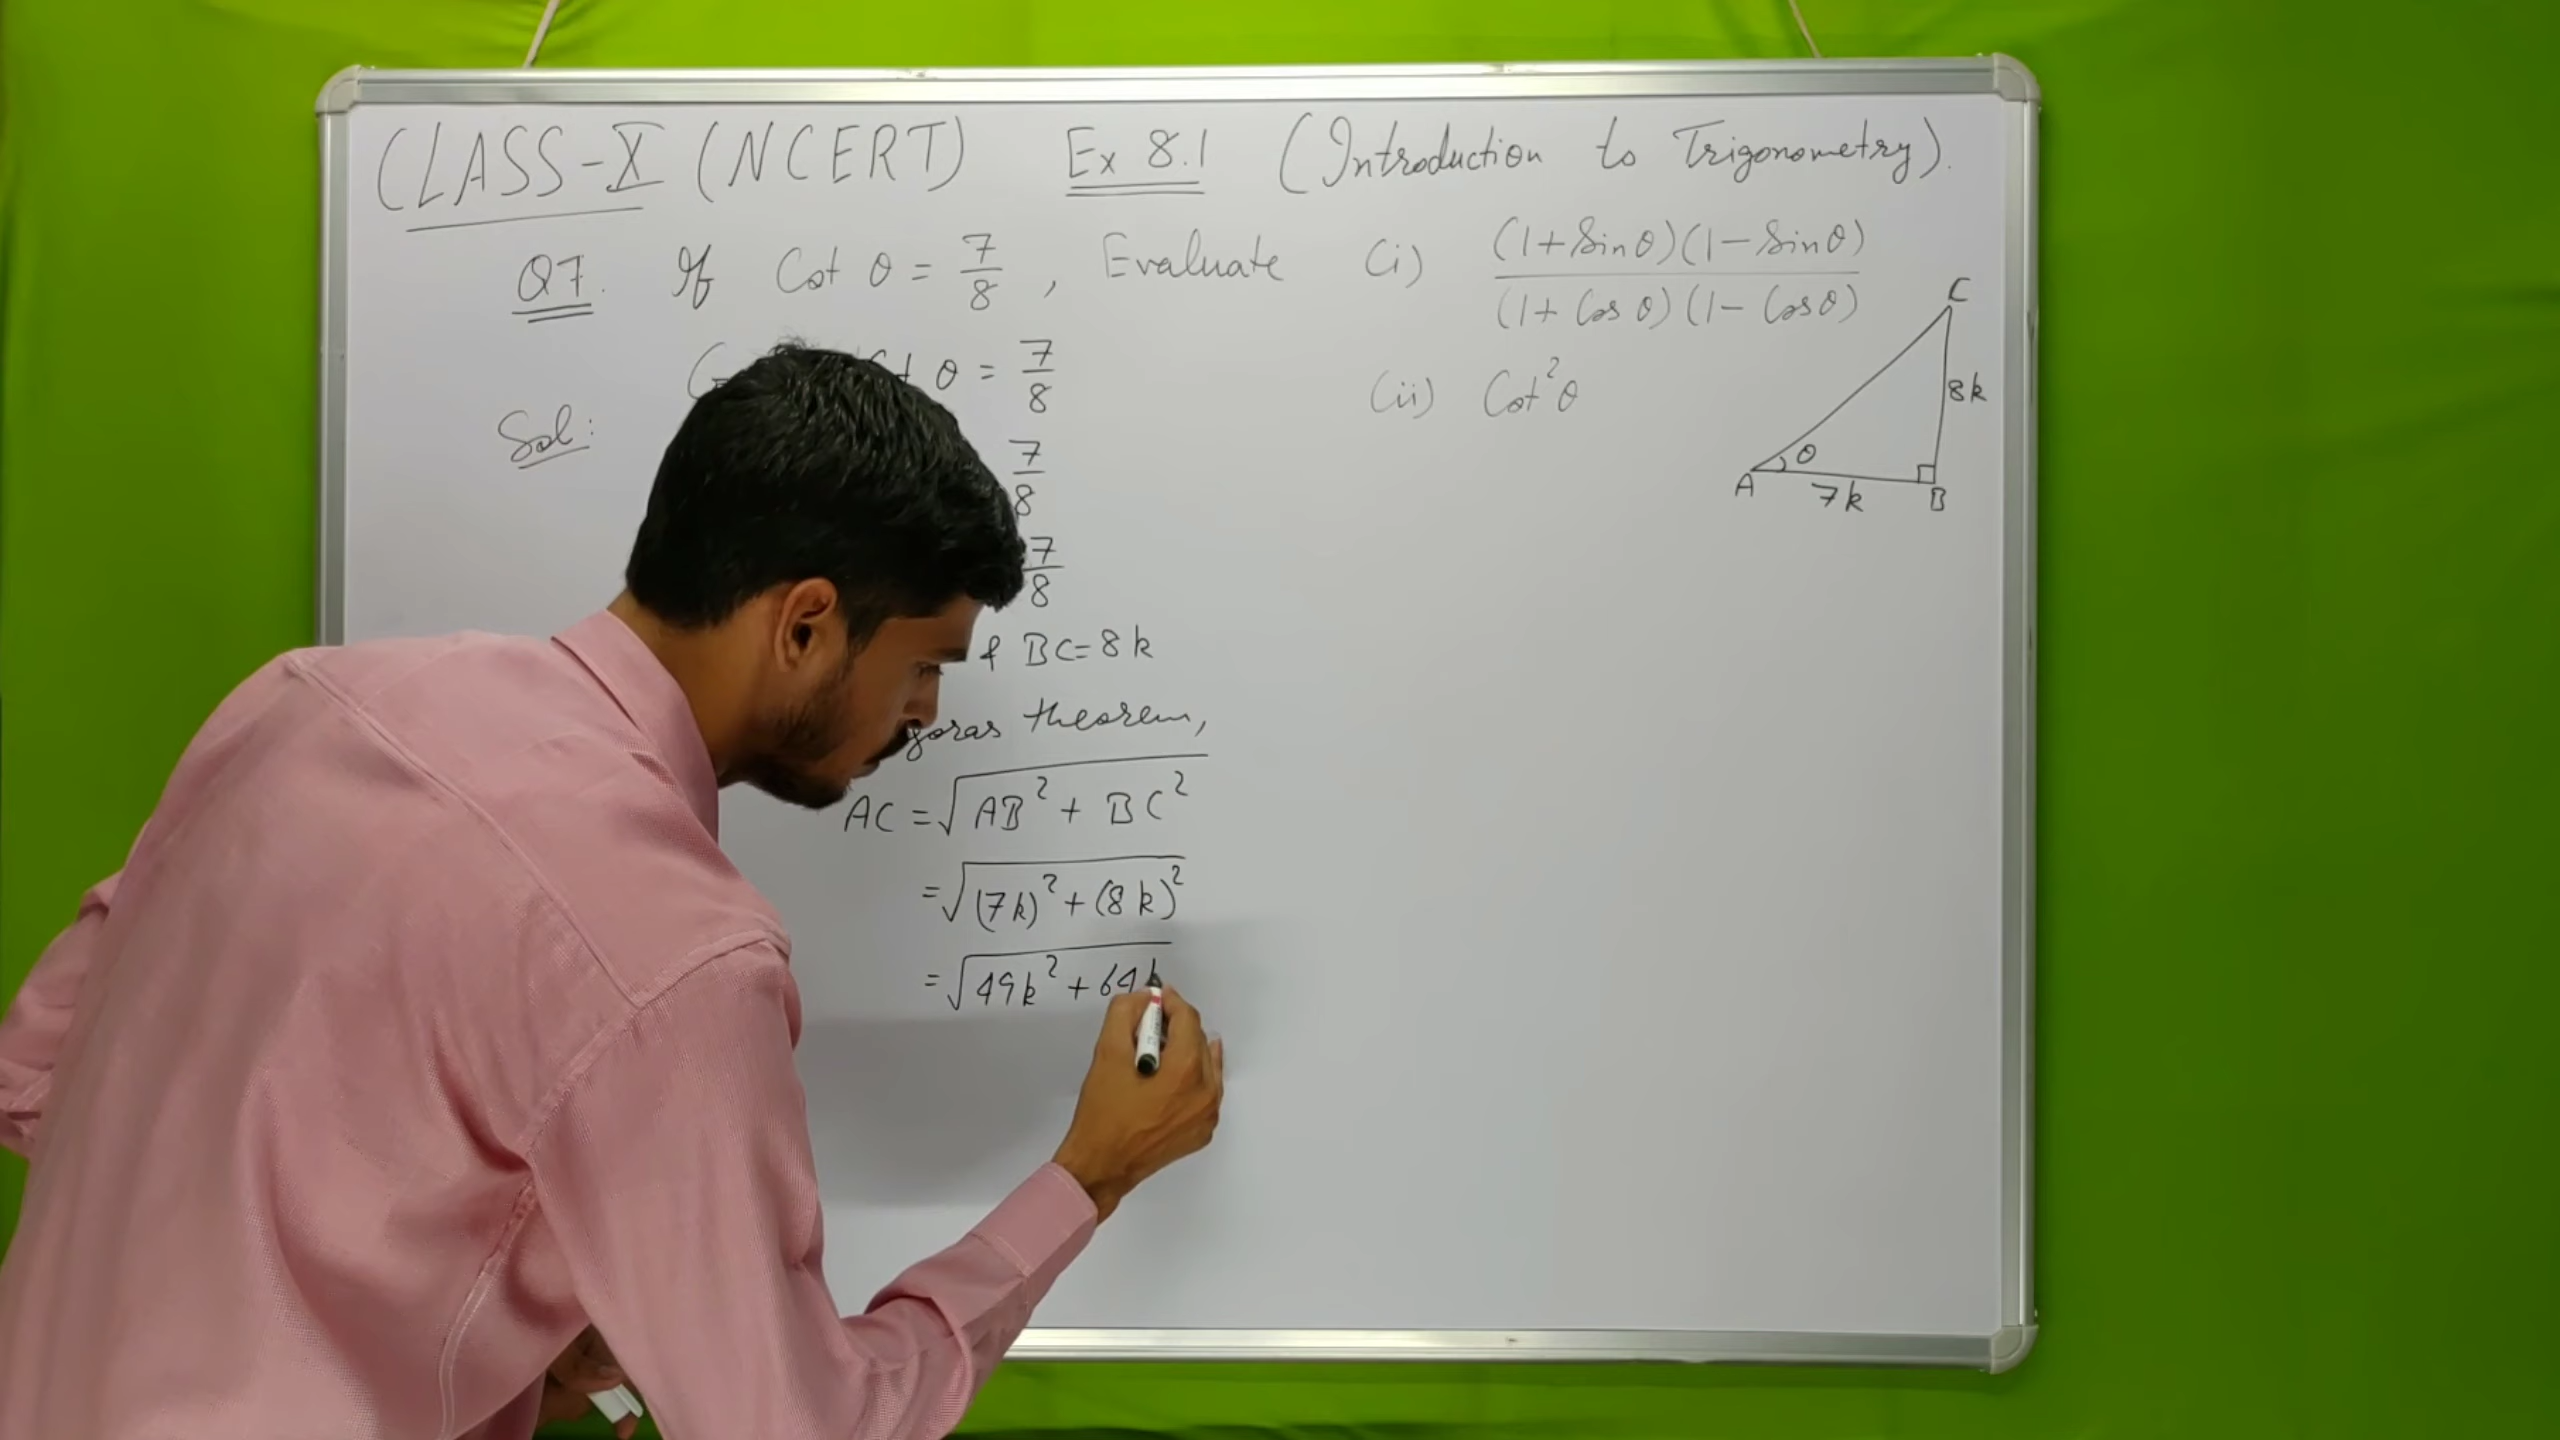 CLASS-X (NCERT) Ex 8.1 (Introduction to Trigonometry).
Q7. If Cot θ = 7/8 , Evaluate (i) (1+Sinθ)(1-Sinθ)/(1+Cosθ)(1-Cosθ)
θ = 7/8
(ii) Cot²θ
Sol:
7/8
7/8
& BC=8k
theorem,
AC = √AB² + BC²
= √(7k)² + (8k)²
= √49k² + 64k
C
8k
θ
A 7k B